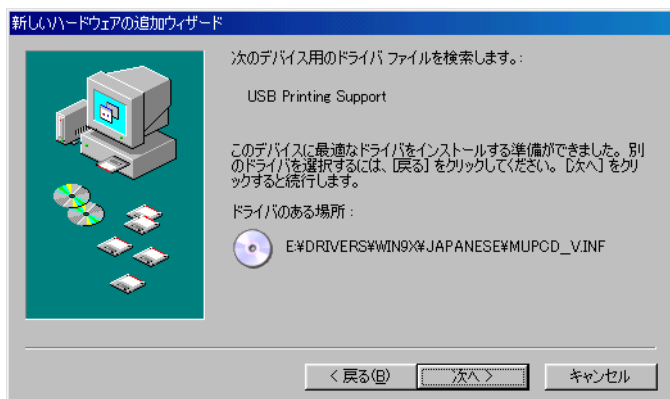 新しいハードウェアの追加ウィザード
次のデバイス用のドライバ ファイルを検索します。:
USB Printing Support
このデバイスに最適なドライバをインストールする準備ができました。別
のドライバを選択するには、[戻る] をクリックしてください。[次へ] をクリ
ックすると続行します。
ドライバのある場所:
E:¥DRIVERS¥WIN9X¥JAPANESE¥MUPCD_V.INF
< 戻る(B)
次へ >
キャンセル